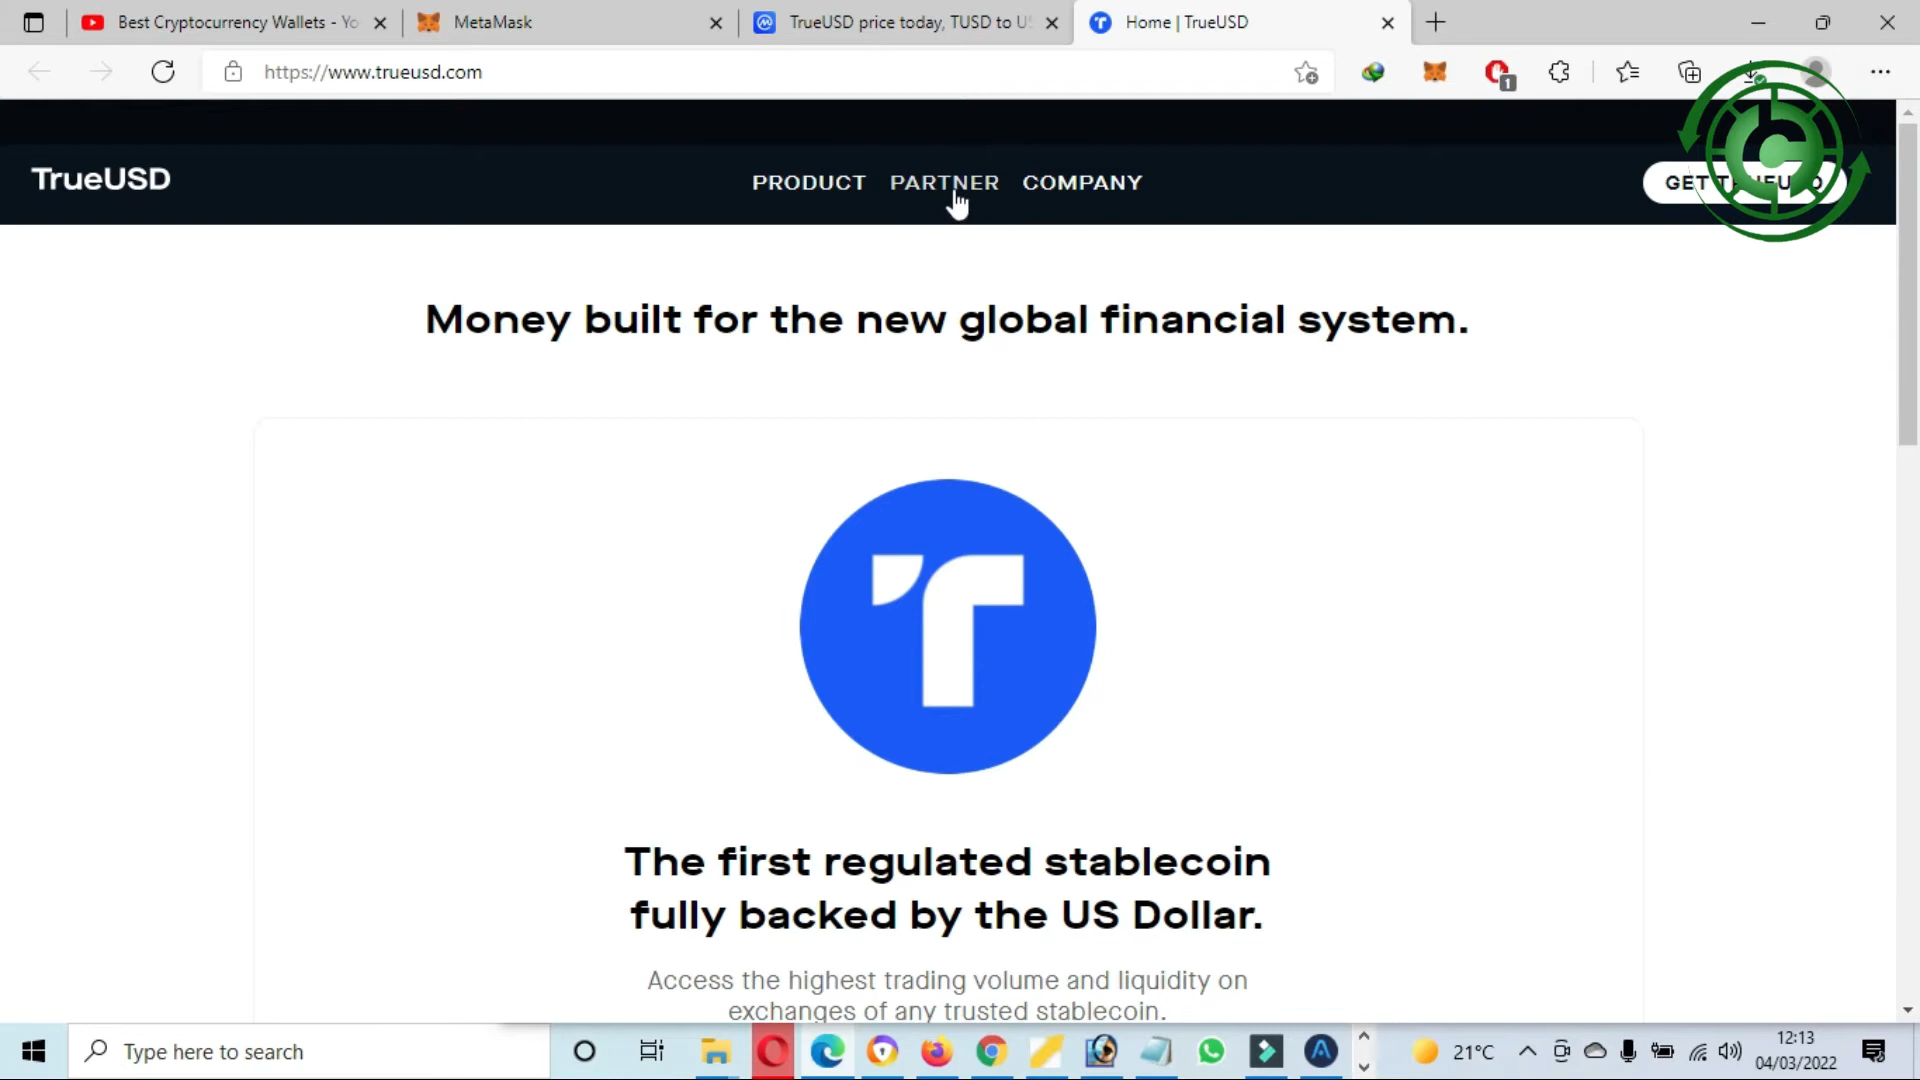 Best Cryptocurrency Wallets - Yo
MetaMask
TrueUSD price today, TUSD to U
Home | TrueUSD
https://www.trueusd.com
1
TrueUSD
PRODUCT
PARTNER
COMPANY
GET
Money built for the new global financial system.
The first regulated stablecoin
fully backed by the US Dollar.
Access the highest trading volume and liquidity on
exchanges of any trusted stablecoin.
Type here to search
21°C
12:13
04/03/2022